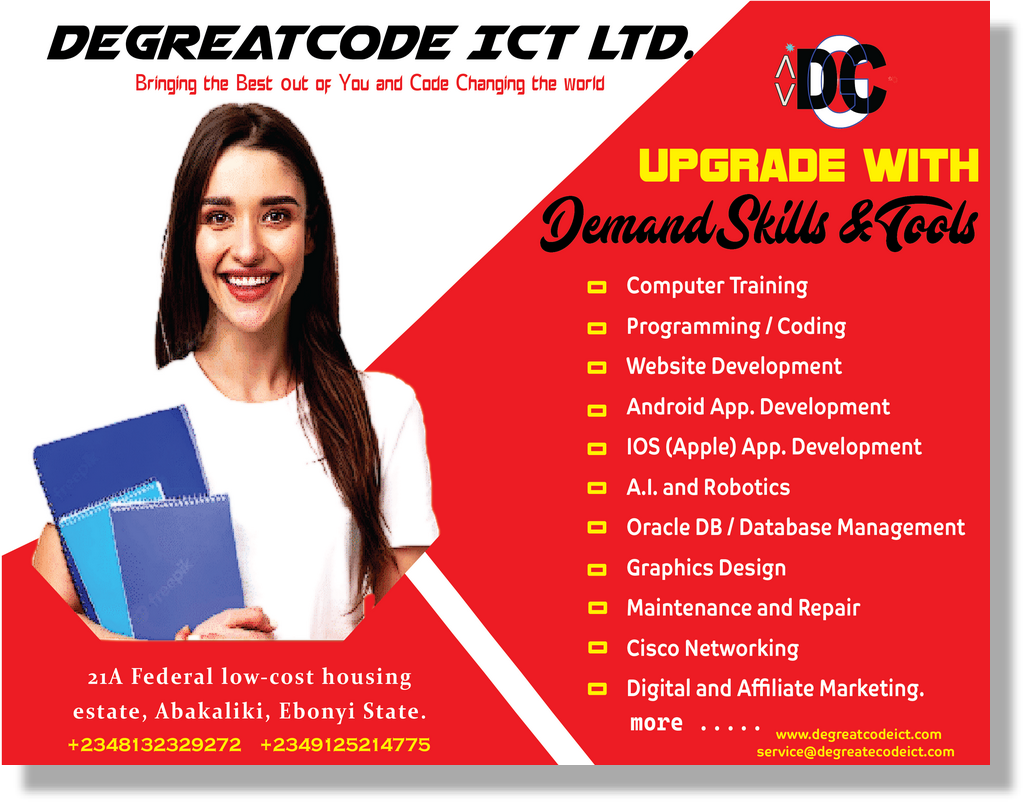 DEGREATCODE ICT LTD.
Bringing the Best out of You and Code Changing the world
DGC
UPGRADE WITH
Demand Skills & Tools
Computer Training
Programming / Coding
Website Development
Android App. Development
IOS (Apple) App. Development
A.I. and Robotics
Oracle DB / Database Management
Graphics Design
Maintenance and Repair
Cisco Networking
Digital and Affiliate Marketing.
more .....
www.degreatcodeict.com
service@degreatecodeict.com
21A Federal low-cost housing
estate, Abakaliki, Ebonyi State.
+2348132329272 +2349125214775